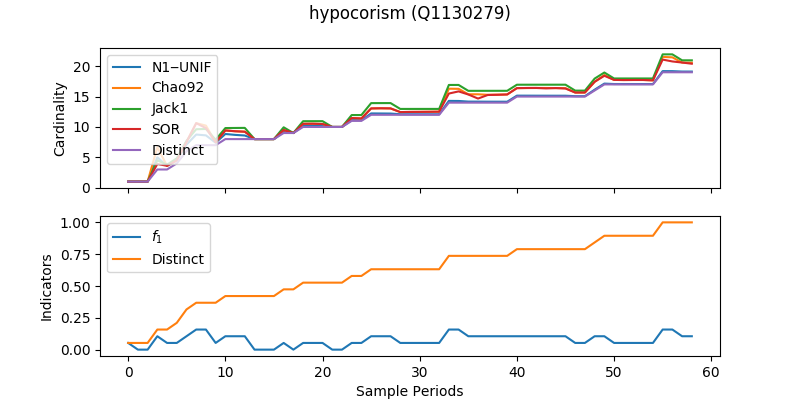 hypocorism (Q1130279)
Cardinality
20
15
10
5
0
N1−UNIF
Chao92
Jack1
SOR
Distinct
Indicators
1.00
0.75
0.50
0.25
0.00
f1
Distinct
0 10 20 30 40 50 60
Sample Periods